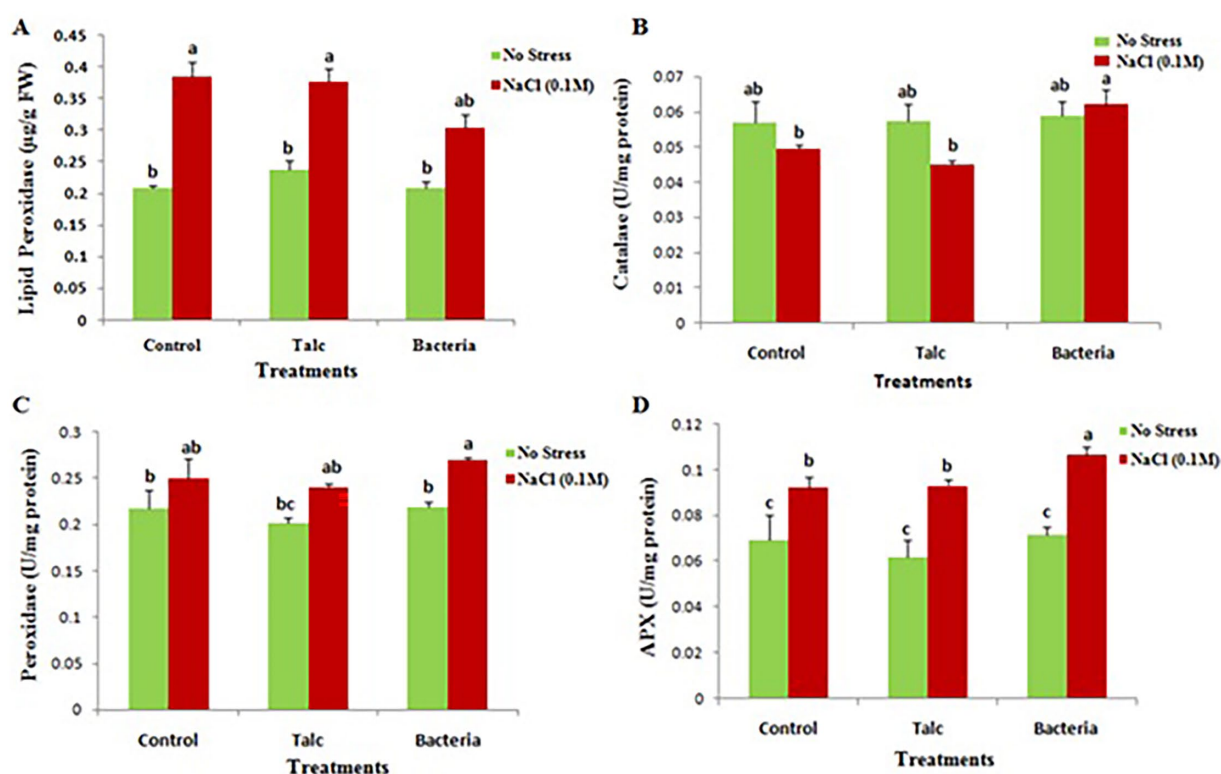 A
Lipid Peroxidase (µg/g FW)
0.45
0.4
0.35
0.3
0.25
0.2
0.15
0.1
0.05
0
b
a
b
a
b
ab
No Stress
NaCl (0.1M)
Control
Talc
Bacteria
Treatments
B
Catalase (U/mg protein)
0.07
0.06
0.05
0.04
0.03
0.02
0.01
0
ab
b
ab
b
ab
a
No Stress
NaCl (0.1M)
Control
Talc
Bacteria
Treatments
C
Peroxidase (U/mg protein)
0.3
0.25
0.2
0.15
0.1
0.05
0
b
ab
bc
ab
b
a
No Stress
NaCl (0.1M)
Control
Talc
Bacteria
Treatments
D
APX (U/mg protein)
0.12
0.1
0.08
0.06
0.04
0.02
0
c
b
c
b
c
a
No Stress
NaCl (0.1M)
Control
Talc
Bacteria
Treatments